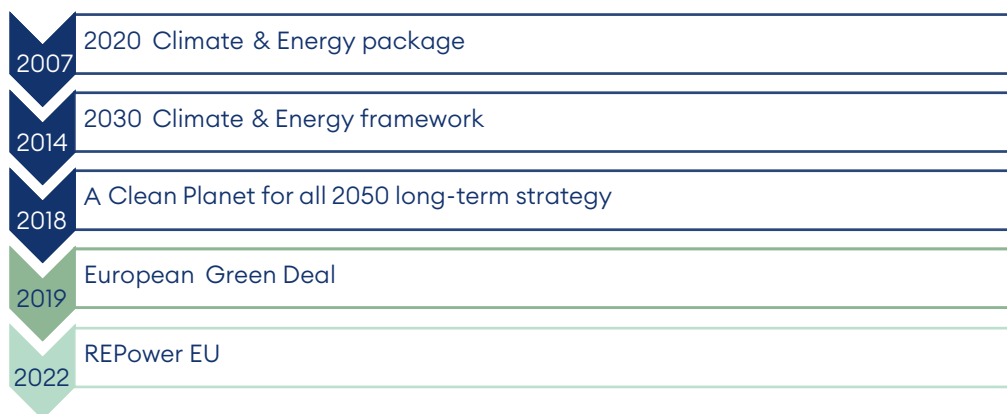 2020 Climate & Energy package
2007
2030 Climate & Energy framework
2014
A Clean Planet for all 2050 long-term strategy
2018
European Green Deal
2019
REPower EU
2022